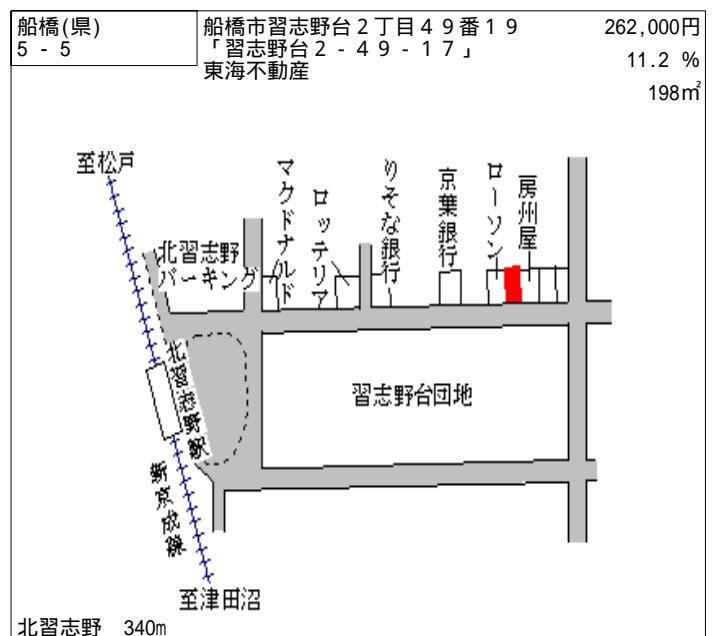 船橋(県)
5 - 5
船橋市習志野台2丁目49番19
「習志野台2-49-17」
東海不動産
262,000円
11.2 %
198㎡
至松戸
北習志野
パーキング
マクドナルド
ロッテリア
りそな銀行
京葉銀行
ローソン
房州屋
北習志野駅
習志野台団地
新京成線
至津田沼
北習志野 340m